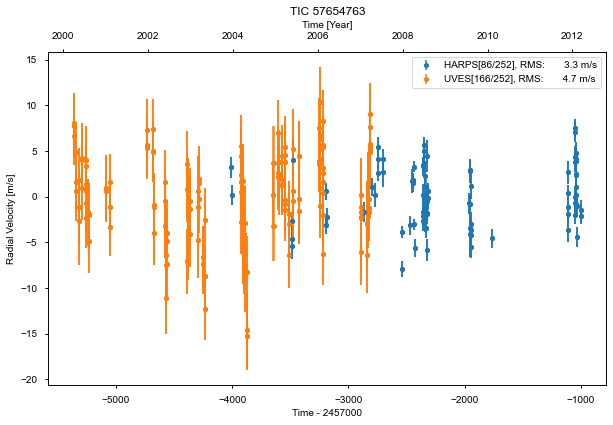 TIC 57654763
Time [Year]
2000 2002 2004 2006 2008 2010 2012
HARPS[86/252], RMS: 3.3 m/s
UVES[166/252], RMS: 4.7 m/s
Radial Velocity [m/s]
15
10
5
0
−5
−10
−15
−20
−5000 −4000 −3000 −2000 −1000
Time - 2457000